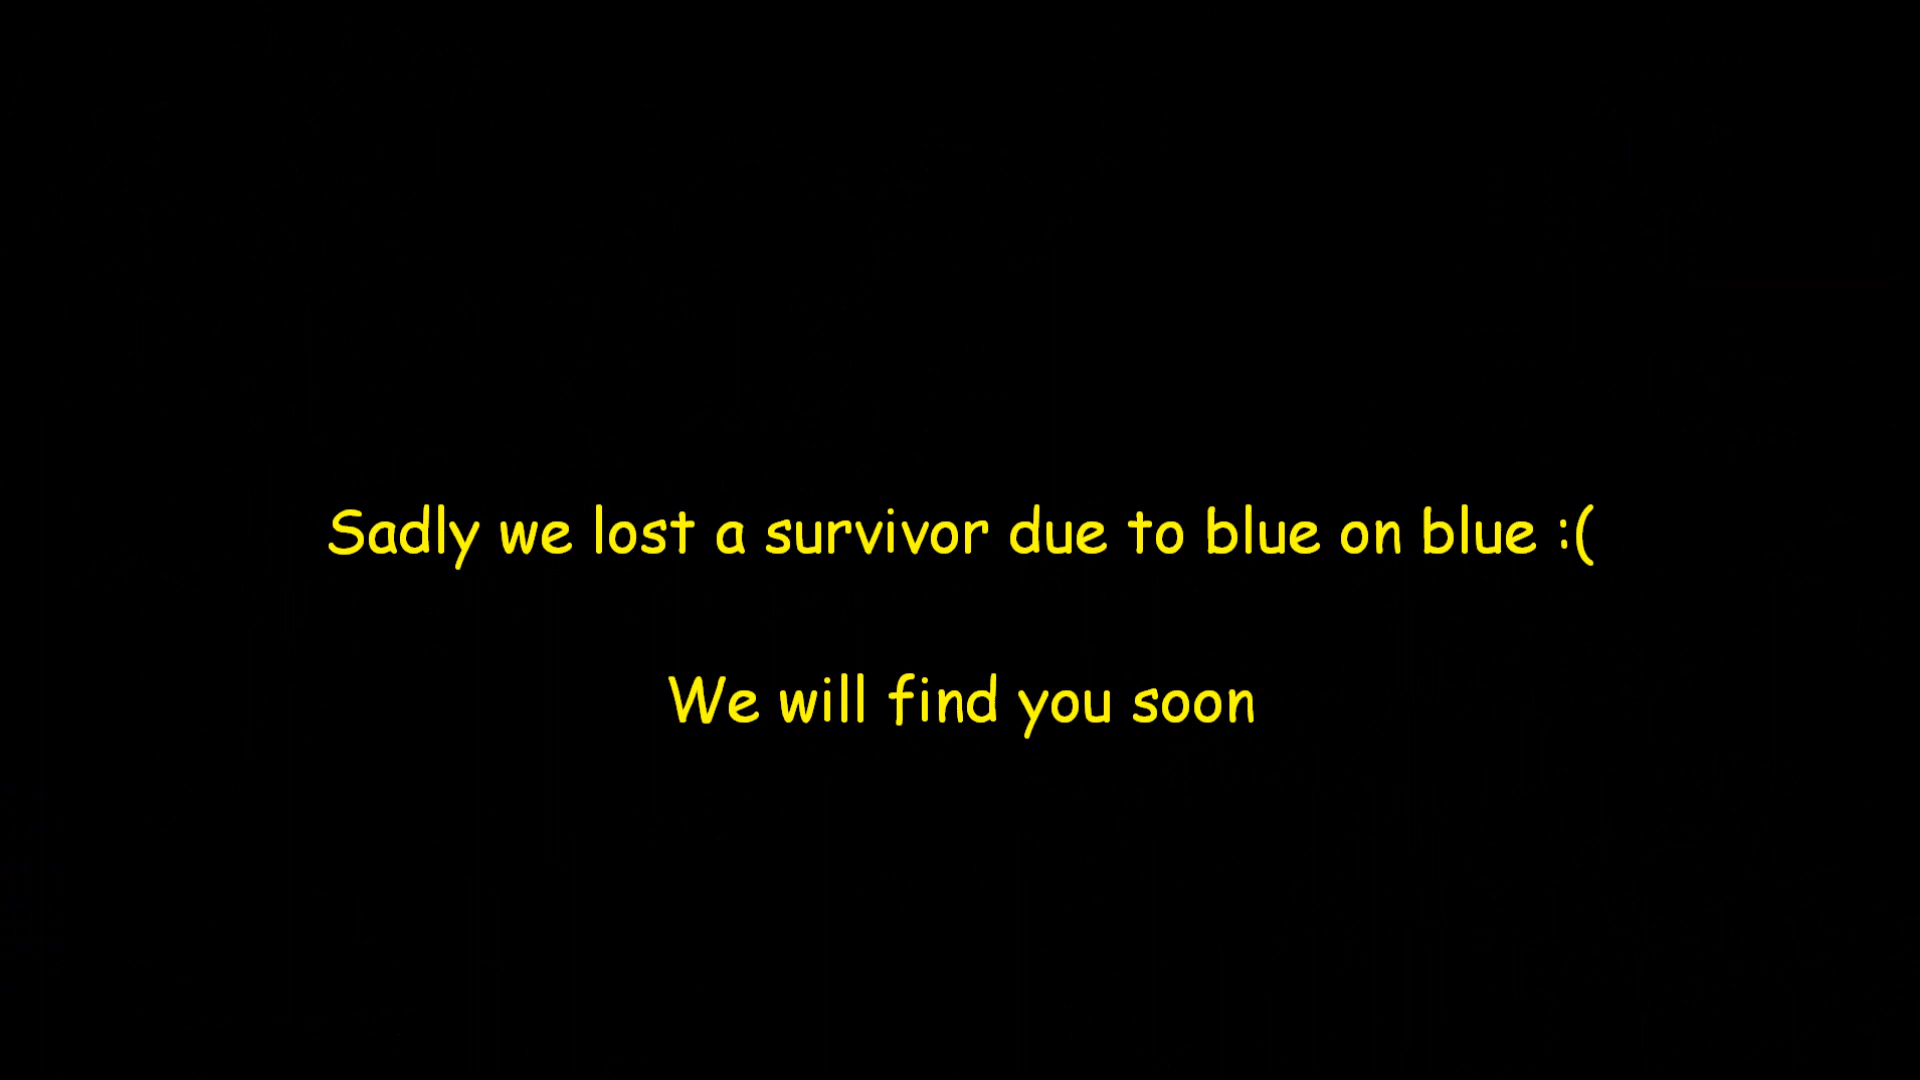 Sadly we lost a survivor due to blue on blue :(
We will find you soon